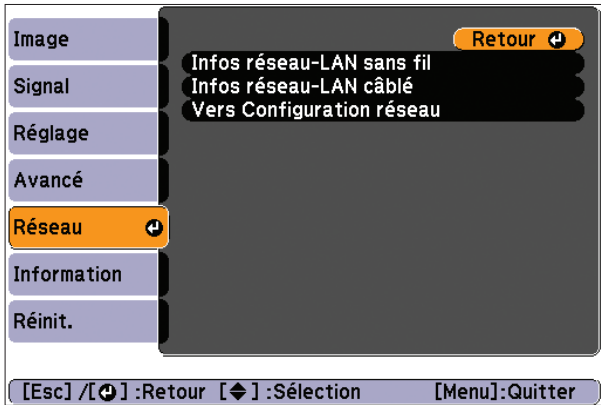 Image
Signal
Réglage
Avancé
Réseau
Information
Réinit.
Retour
Infos réseau-LAN sans fil
Infos réseau-LAN câblé
Vers Configuration réseau
[Esc] /[⏎] :Retour [◆] :Sélection [Menu]:Quitter